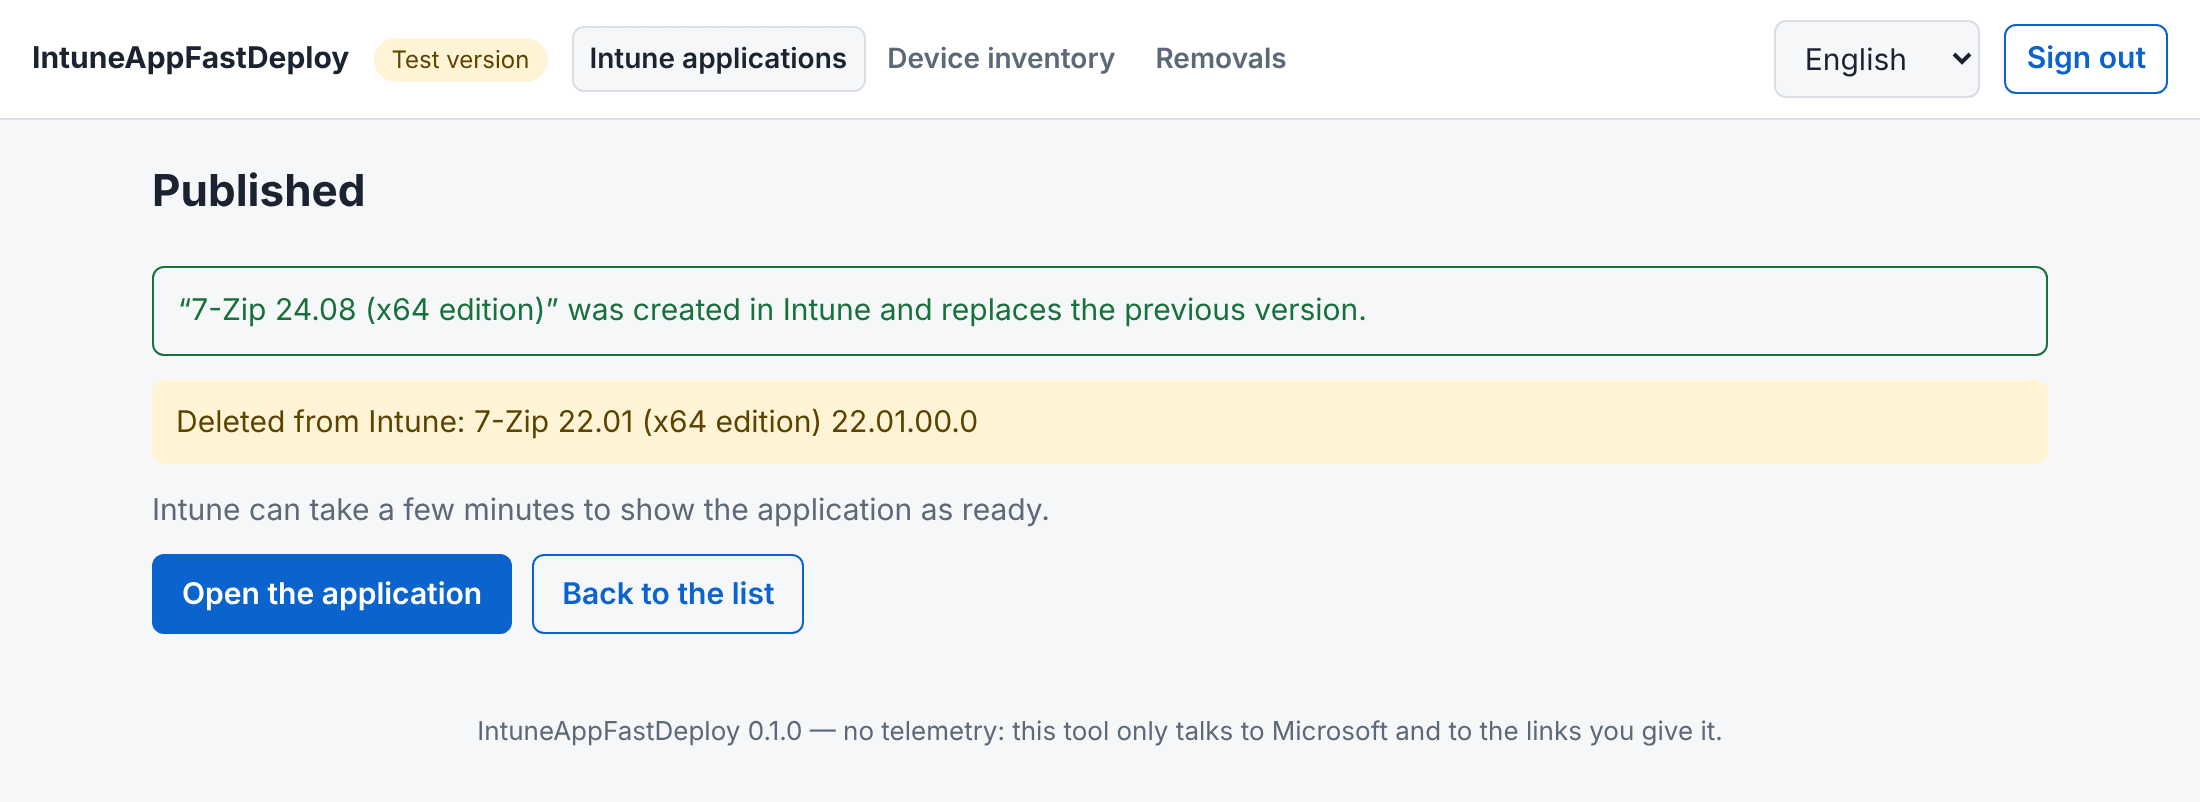 IntuneAppFastDeploy
Test version
Intune applications
Device inventory
Removals
English
Sign out
Published
“7-Zip 24.08 (x64 edition)” was created in Intune and replaces the previous version.
Deleted from Intune: 7-Zip 22.01 (x64 edition) 22.01.00.0
Intune can take a few minutes to show the application as ready.
Open the application
Back to the list
IntuneAppFastDeploy 0.1.0 — no telemetry: this tool only talks to Microsoft and to the links you give it.